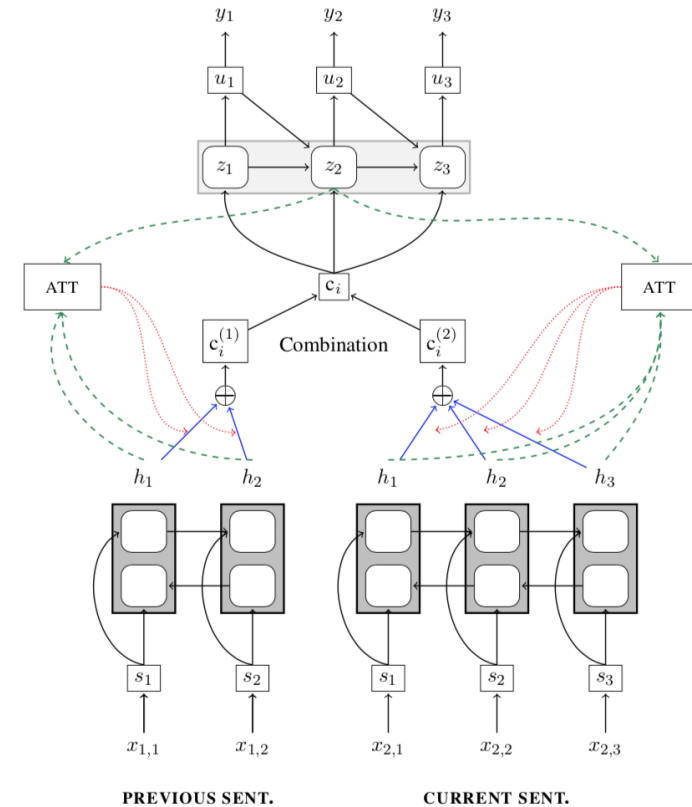 y1 y2 y3
u1 u2 u3
z1 z2 z3
ATT ci ATT
ci(1) Combination ci(2)
h1 h2 h1 h2 h3
s1 s2 s1 s2 s3
x1,1 x1,2 x2,1 x2,2 x2,3
PREVIOUS SENT. CURRENT SENT.